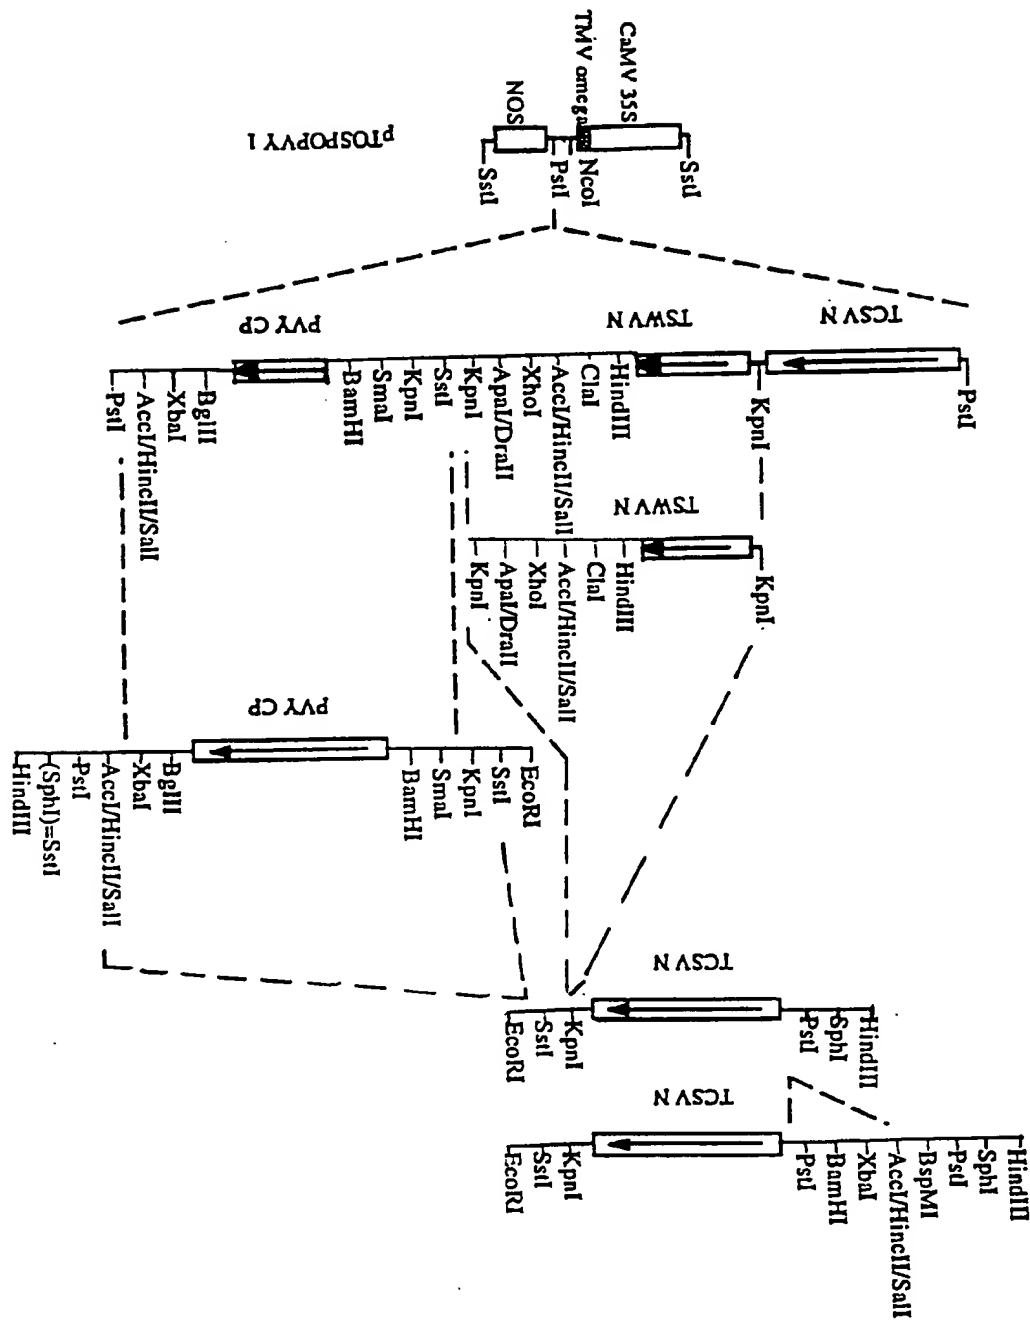 pTOSPOPVY 1
CaMV 35S
TMV omega
NOS
SstI
NcoI
PstI
SstI
TCSV N
TSWV N
PVY CP
PstI
KpnI
HindIII
ClaI
AccI/HincII/SalI
XhoI
ApaI/DraII
KpnI
SstI
KpnI
SmaI
BamHI
BglII
XbaI
AccI/HincII/SalI
PstI
TSWV N
KpnI
HindIII
ClaI
AccI/HincII/SalI
XhoI
ApaI/DraII
KpnI
PVY CP
EcoRI
SstI
KpnI
SmaI
BamHI
BglII
XbaI
AccI/HincII/SalI
PstI
(SphI)=SstI
HindIII
TCSV N
HindIII
SphI
PstI
KpnI
SstI
EcoRI
TCSV N
HindIII
SphI
PstI
BspMI
AccI/HincII/SalI
XbaI
BamHI
PstI
KpnI
SstI
EcoRI